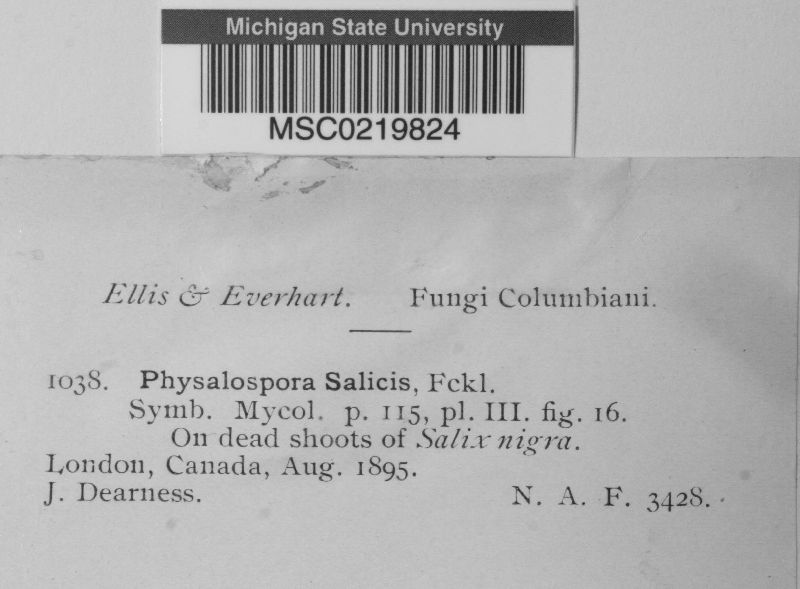 Michigan State University
MSC0219824
Ellis & Everhart. Fungi Columbiani.
1038. Physalospora Salicis, Fckl.
Symb. Mycol. p. 115, pl. III. fig. 16.
On dead shoots of Salix nigra.
London, Canada, Aug. 1895.
J. Dearness. N. A. F. 3428.